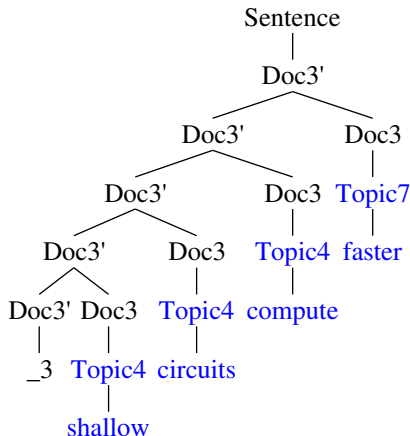 Sentence
Doc3'
Doc3' Doc3
Doc3' Doc3 Topic7
Doc3' Doc3 Topic4 faster
Doc3' Doc3 Topic4 compute
_3 Topic4 circuits
shallow